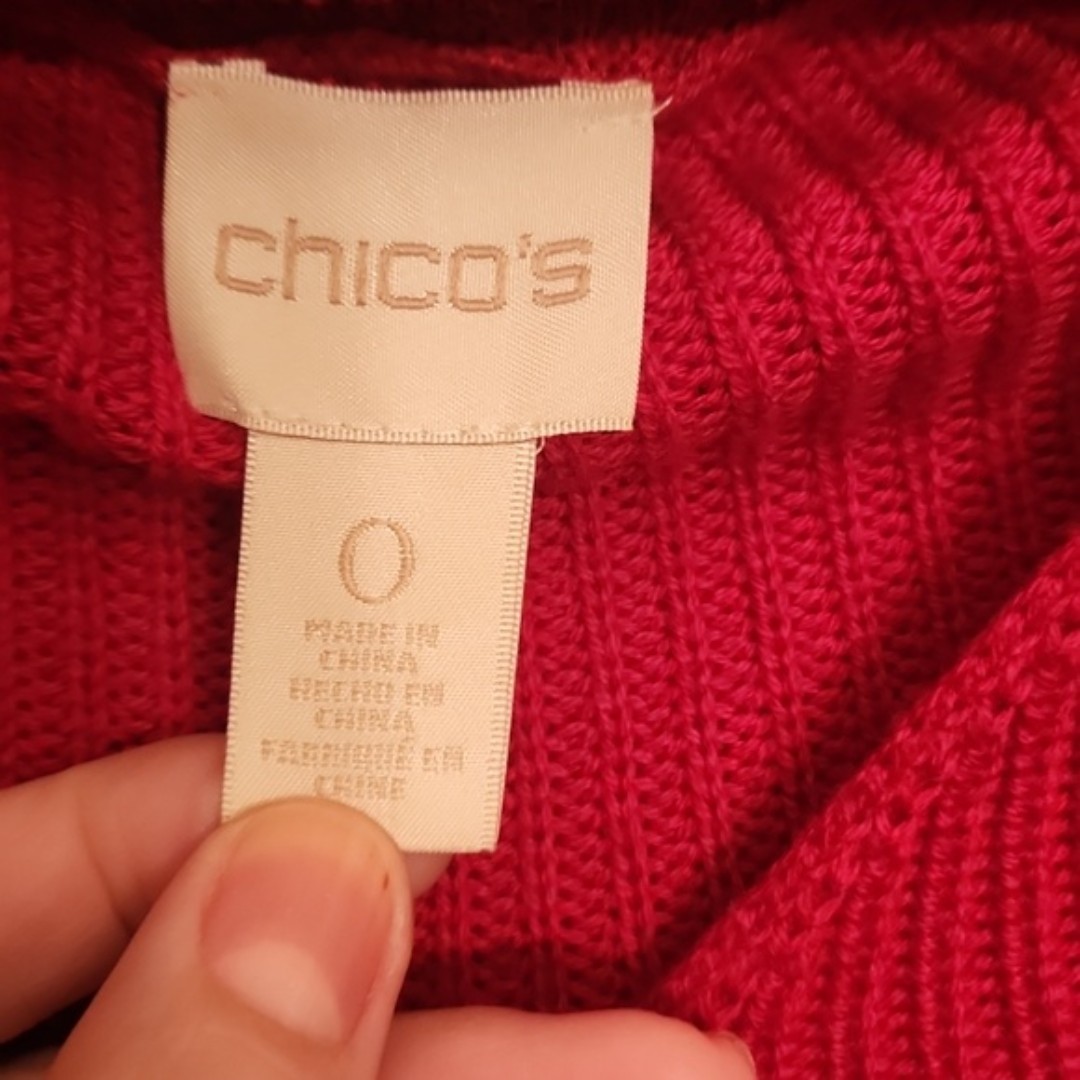 chico's
0
MADE IN
CHINA
HECHO EN
CHINA
FABRIQUÉ EN
CHINE